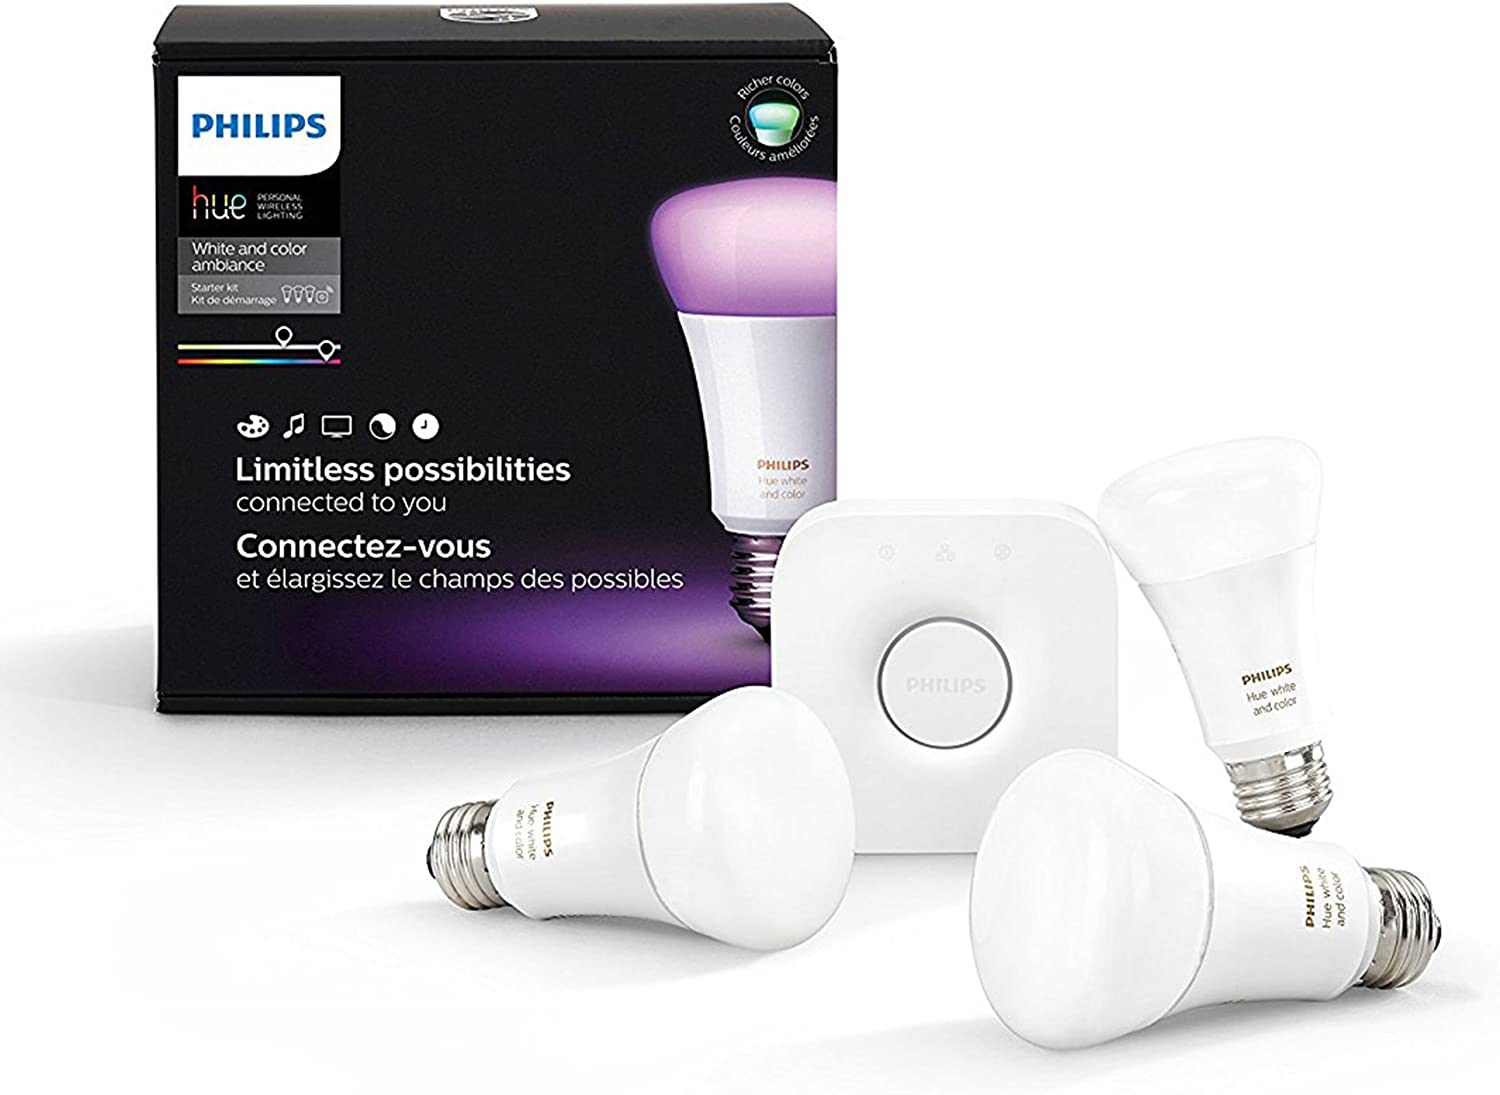 Richer colors
Couleurs améliorées
PHILIPS
hue PERSONAL
WIRELESS
LIGHTING
White and color
ambiance
Starter kit
Kit de démarrage
Limitless possibilities
connected to you
Connectez-vous
et élargissez le champs des possibles
PHILIPS
Hue white
and color
PHILIPS
PHILIPS
Hue white
and color
PHILIPS
Hue white
and color
PHILIPS
Hue white
and color